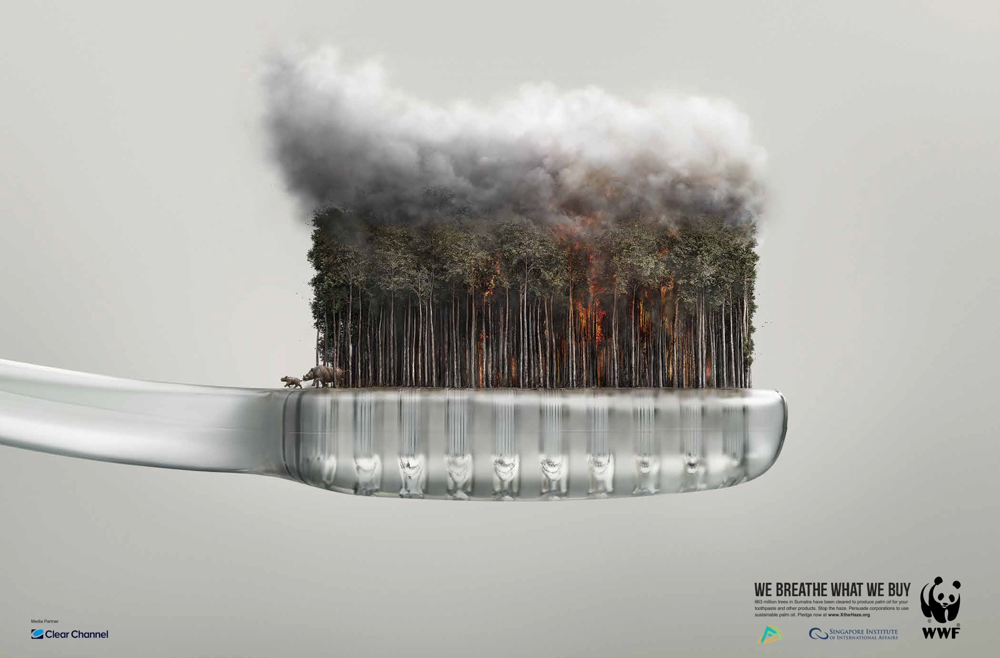 WE BREATHE WHAT WE BUY
663 million trees in Sumatra have been cleared to produce palm oil for your
toothpaste and other products. Stop the haze. Persuade corporations to use
sustainable palm oil. Pledge now at www.XtheHaze.org
Media Partner
Clear Channel
SINGAPORE INSTITUTE
OF INTERNATIONAL AFFAIRS
©
®
WWF